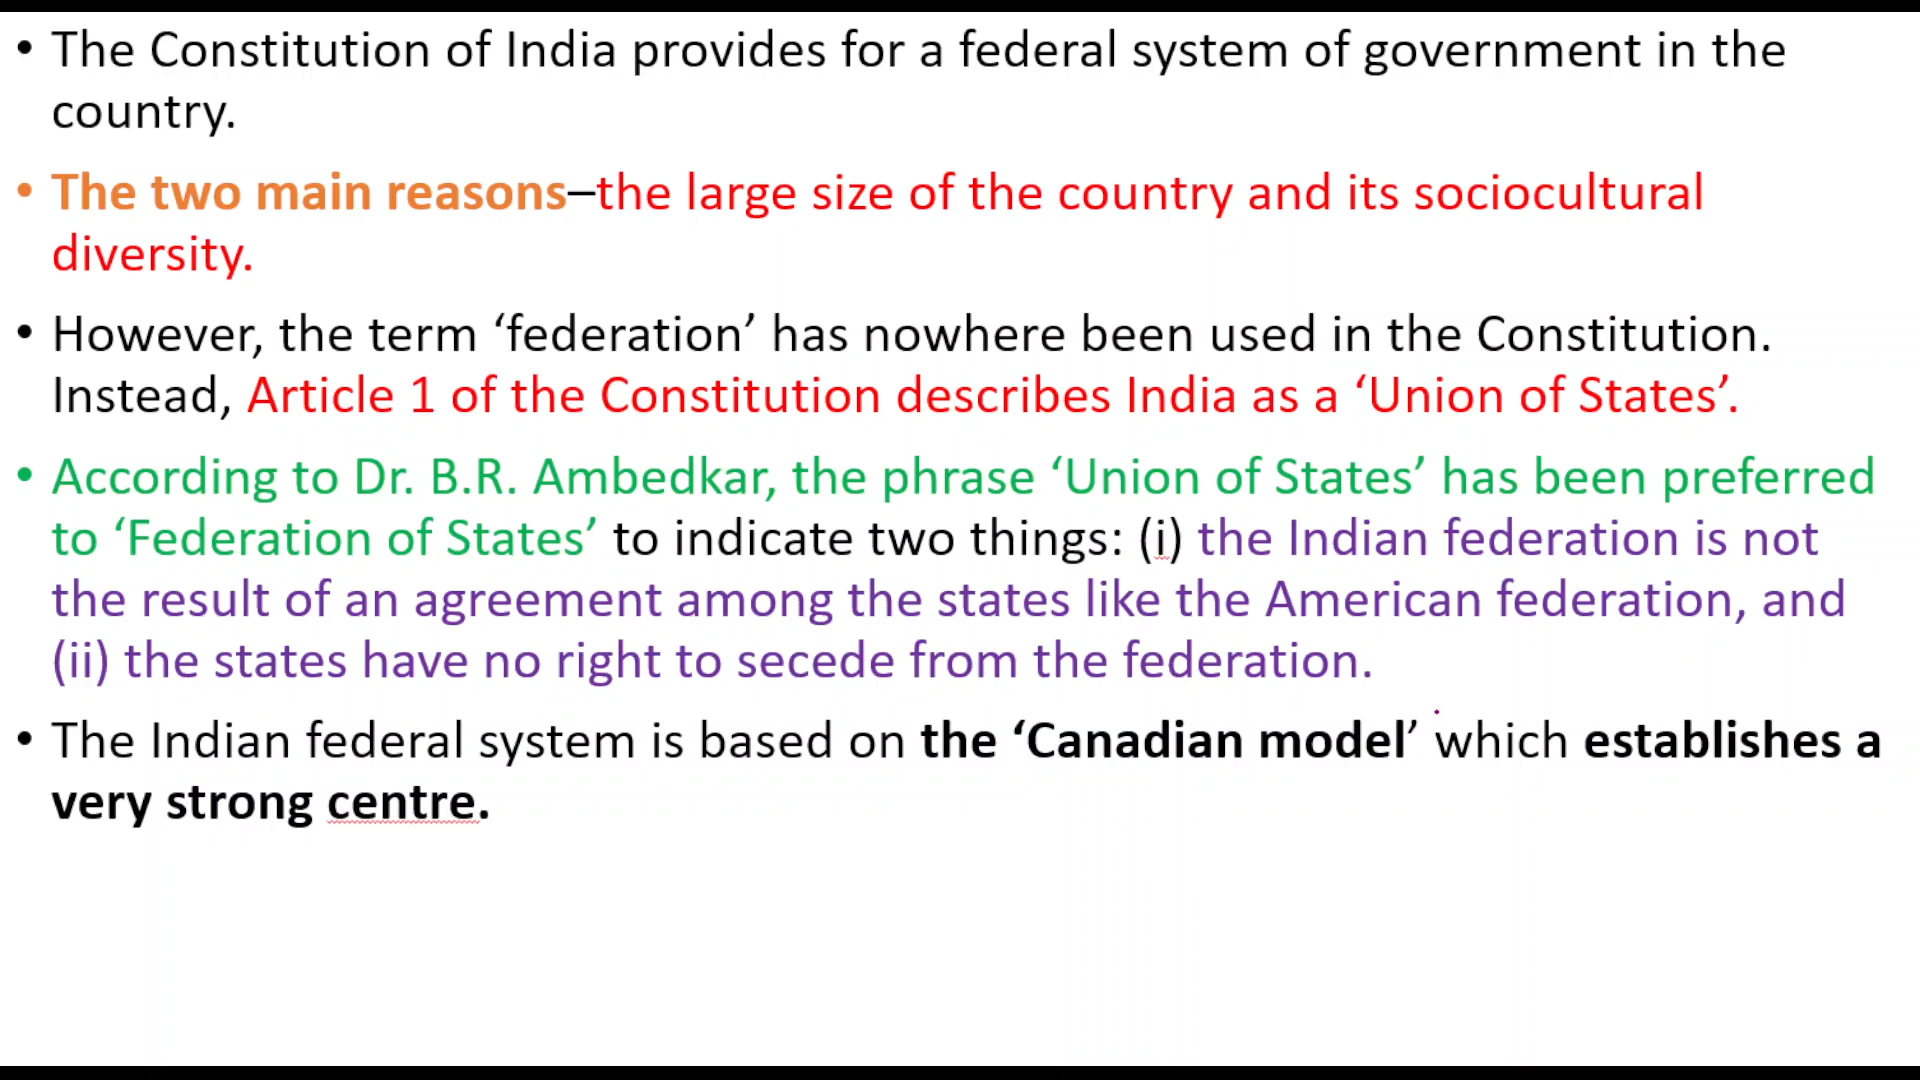 • The Constitution of India provides for a federal system of government in the
country.
• The two main reasons–the large size of the country and its sociocultural
diversity.
• However, the term ‘federation’ has nowhere been used in the Constitution.
Instead, Article 1 of the Constitution describes India as a ‘Union of States’.
• According to Dr. B.R. Ambedkar, the phrase ‘Union of States’ has been preferred
to ‘Federation of States’ to indicate two things: (i) the Indian federation is not
the result of an agreement among the states like the American federation, and
(ii) the states have no right to secede from the federation.
• The Indian federal system is based on the ‘Canadian model’ which establishes a
very strong centre.